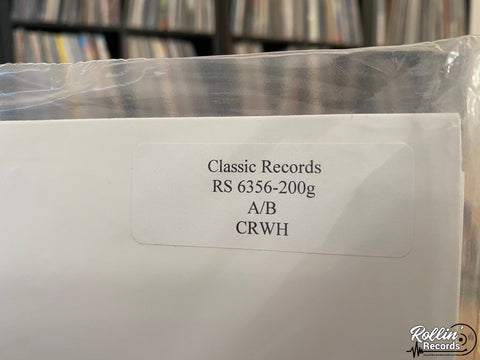 Classic Records
RS 6356-200g
A/B
CRWH
Rollin'
Records